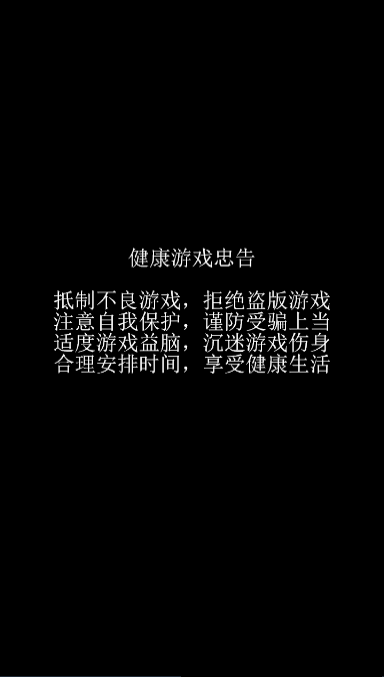 健康游戏忠告
抵制不良游戏，拒绝盗版游戏
注意自我保护，谨防受骗上当
适度游戏益脑，沉迷游戏伤身
合理安排时间，享受健康生活